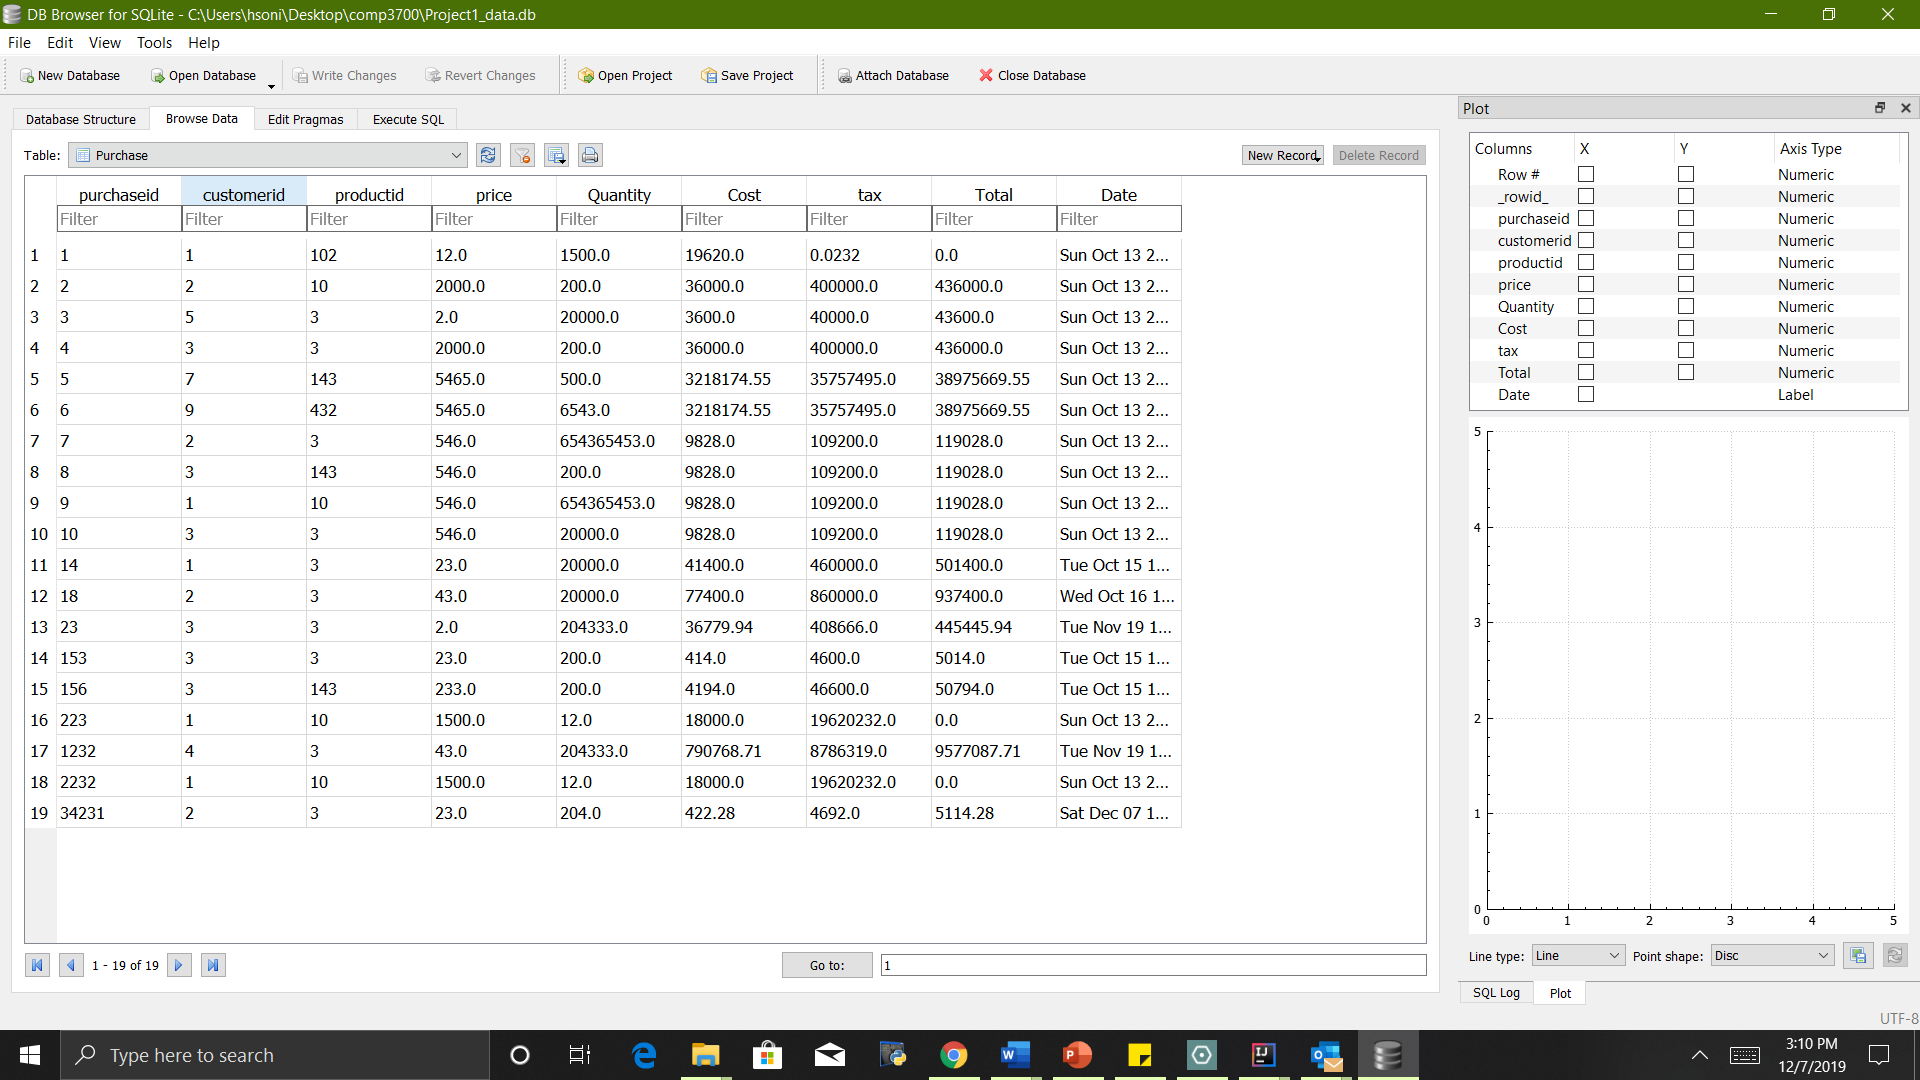 DB Browser for SQLite - C:\Users\hsoni\Desktop\comp3700\Project1_data.db
File Edit View Tools Help
New Database Open Database Write Changes Revert Changes Open Project Save Project Attach Database Close Database
Database Structure Browse Data Edit Pragmas Execute SQL
Table: Purchase New Record Delete Record
purchaseid customerid productid price Quantity Cost tax Total Date
Filter Filter Filter Filter Filter Filter Filter Filter Filter
1 1 1 102 12.0 1500.0 19620.0 0.0232 0.0 Sun Oct 13 2...
2 2 2 10 2000.0 200.0 36000.0 400000.0 436000.0 Sun Oct 13 2...
3 3 5 3 2.0 20000.0 3600.0 40000.0 43600.0 Sun Oct 13 2...
4 4 3 3 2000.0 200.0 36000.0 400000.0 436000.0 Sun Oct 13 2...
5 5 7 143 5465.0 500.0 3218174.55 35757495.0 38975669.55 Sun Oct 13 2...
6 6 9 432 5465.0 6543.0 3218174.55 35757495.0 38975669.55 Sun Oct 13 2...
7 7 2 3 546.0 654365453.0 9828.0 109200.0 119028.0 Sun Oct 13 2...
8 8 3 143 546.0 200.0 9828.0 109200.0 119028.0 Sun Oct 13 2...
9 9 1 10 546.0 654365453.0 9828.0 109200.0 119028.0 Sun Oct 13 2...
10 10 3 3 546.0 20000.0 9828.0 109200.0 119028.0 Sun Oct 13 2...
11 14 1 3 23.0 20000.0 41400.0 460000.0 501400.0 Tue Oct 15 1...
12 18 2 3 43.0 20000.0 77400.0 860000.0 937400.0 Wed Oct 16 1...
13 23 3 3 2.0 204333.0 36779.94 408666.0 445445.94 Tue Nov 19 1...
14 153 3 3 23.0 200.0 414.0 4600.0 5014.0 Tue Oct 15 1...
15 156 3 143 233.0 200.0 4194.0 46600.0 50794.0 Tue Oct 15 1...
16 223 1 10 1500.0 12.0 18000.0 19620232.0 0.0 Sun Oct 13 2...
17 1232 4 3 43.0 204333.0 790768.71 8786319.0 9577087.71 Tue Nov 19 1...
18 2232 1 10 1500.0 12.0 18000.0 19620232.0 0.0 Sun Oct 13 2...
19 34231 2 3 23.0 204.0 422.28 4692.0 5114.28 Sat Dec 07 1...
1 - 19 of 19 Go to: 1
Plot
Columns X Y Axis Type
Row # Numeric
_rowid_ Numeric
purchaseid Numeric
customerid Numeric
productid Numeric
price Numeric
Quantity Numeric
Cost Numeric
tax Numeric
Total Numeric
Date Label
5
4
3
2
1
0
0 1 2 3 4 5
Line type: Line Point shape: Disc
SQL Log Plot
UTF-8
Type here to search
3:10 PM
12/7/2019